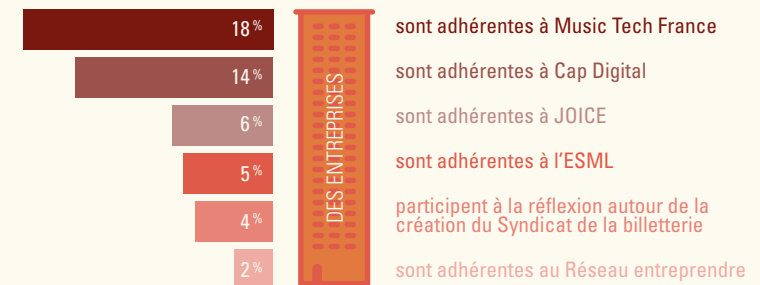 18 %
sont adhérentes à Music Tech France
14 %
sont adhérentes à Cap Digital
6 %
sont adhérentes à JOICE
5 %
sont adhérentes à l'ESML
4 %
participent à la réflexion autour de la
création du Syndicat de la billetterie
2 %
sont adhérentes au Réseau entreprendre
DES ENTREPRISES